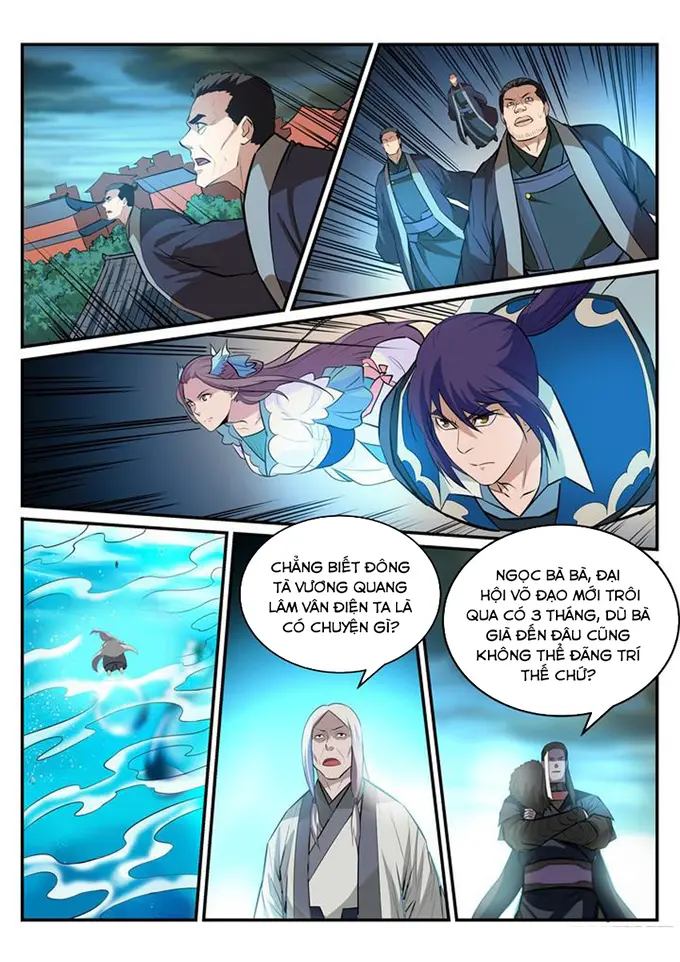 CHẲNG BIẾT ĐÔNG
TÀ VƯƠNG QUANG
LÂM VÂN ĐIỆN TA LÀ
CÓ CHUYỆN GÌ?
NGỌC BÀ BÀ, ĐẠI
HỘI VÕ ĐẠO MỚI TRÔI
QUA CÓ 3 THÁNG, DÙ BÀ
GIÀ ĐẾN ĐÂU CŨNG
KHÔNG THỂ ĐÃNG TRÍ
THẾ CHỨ?